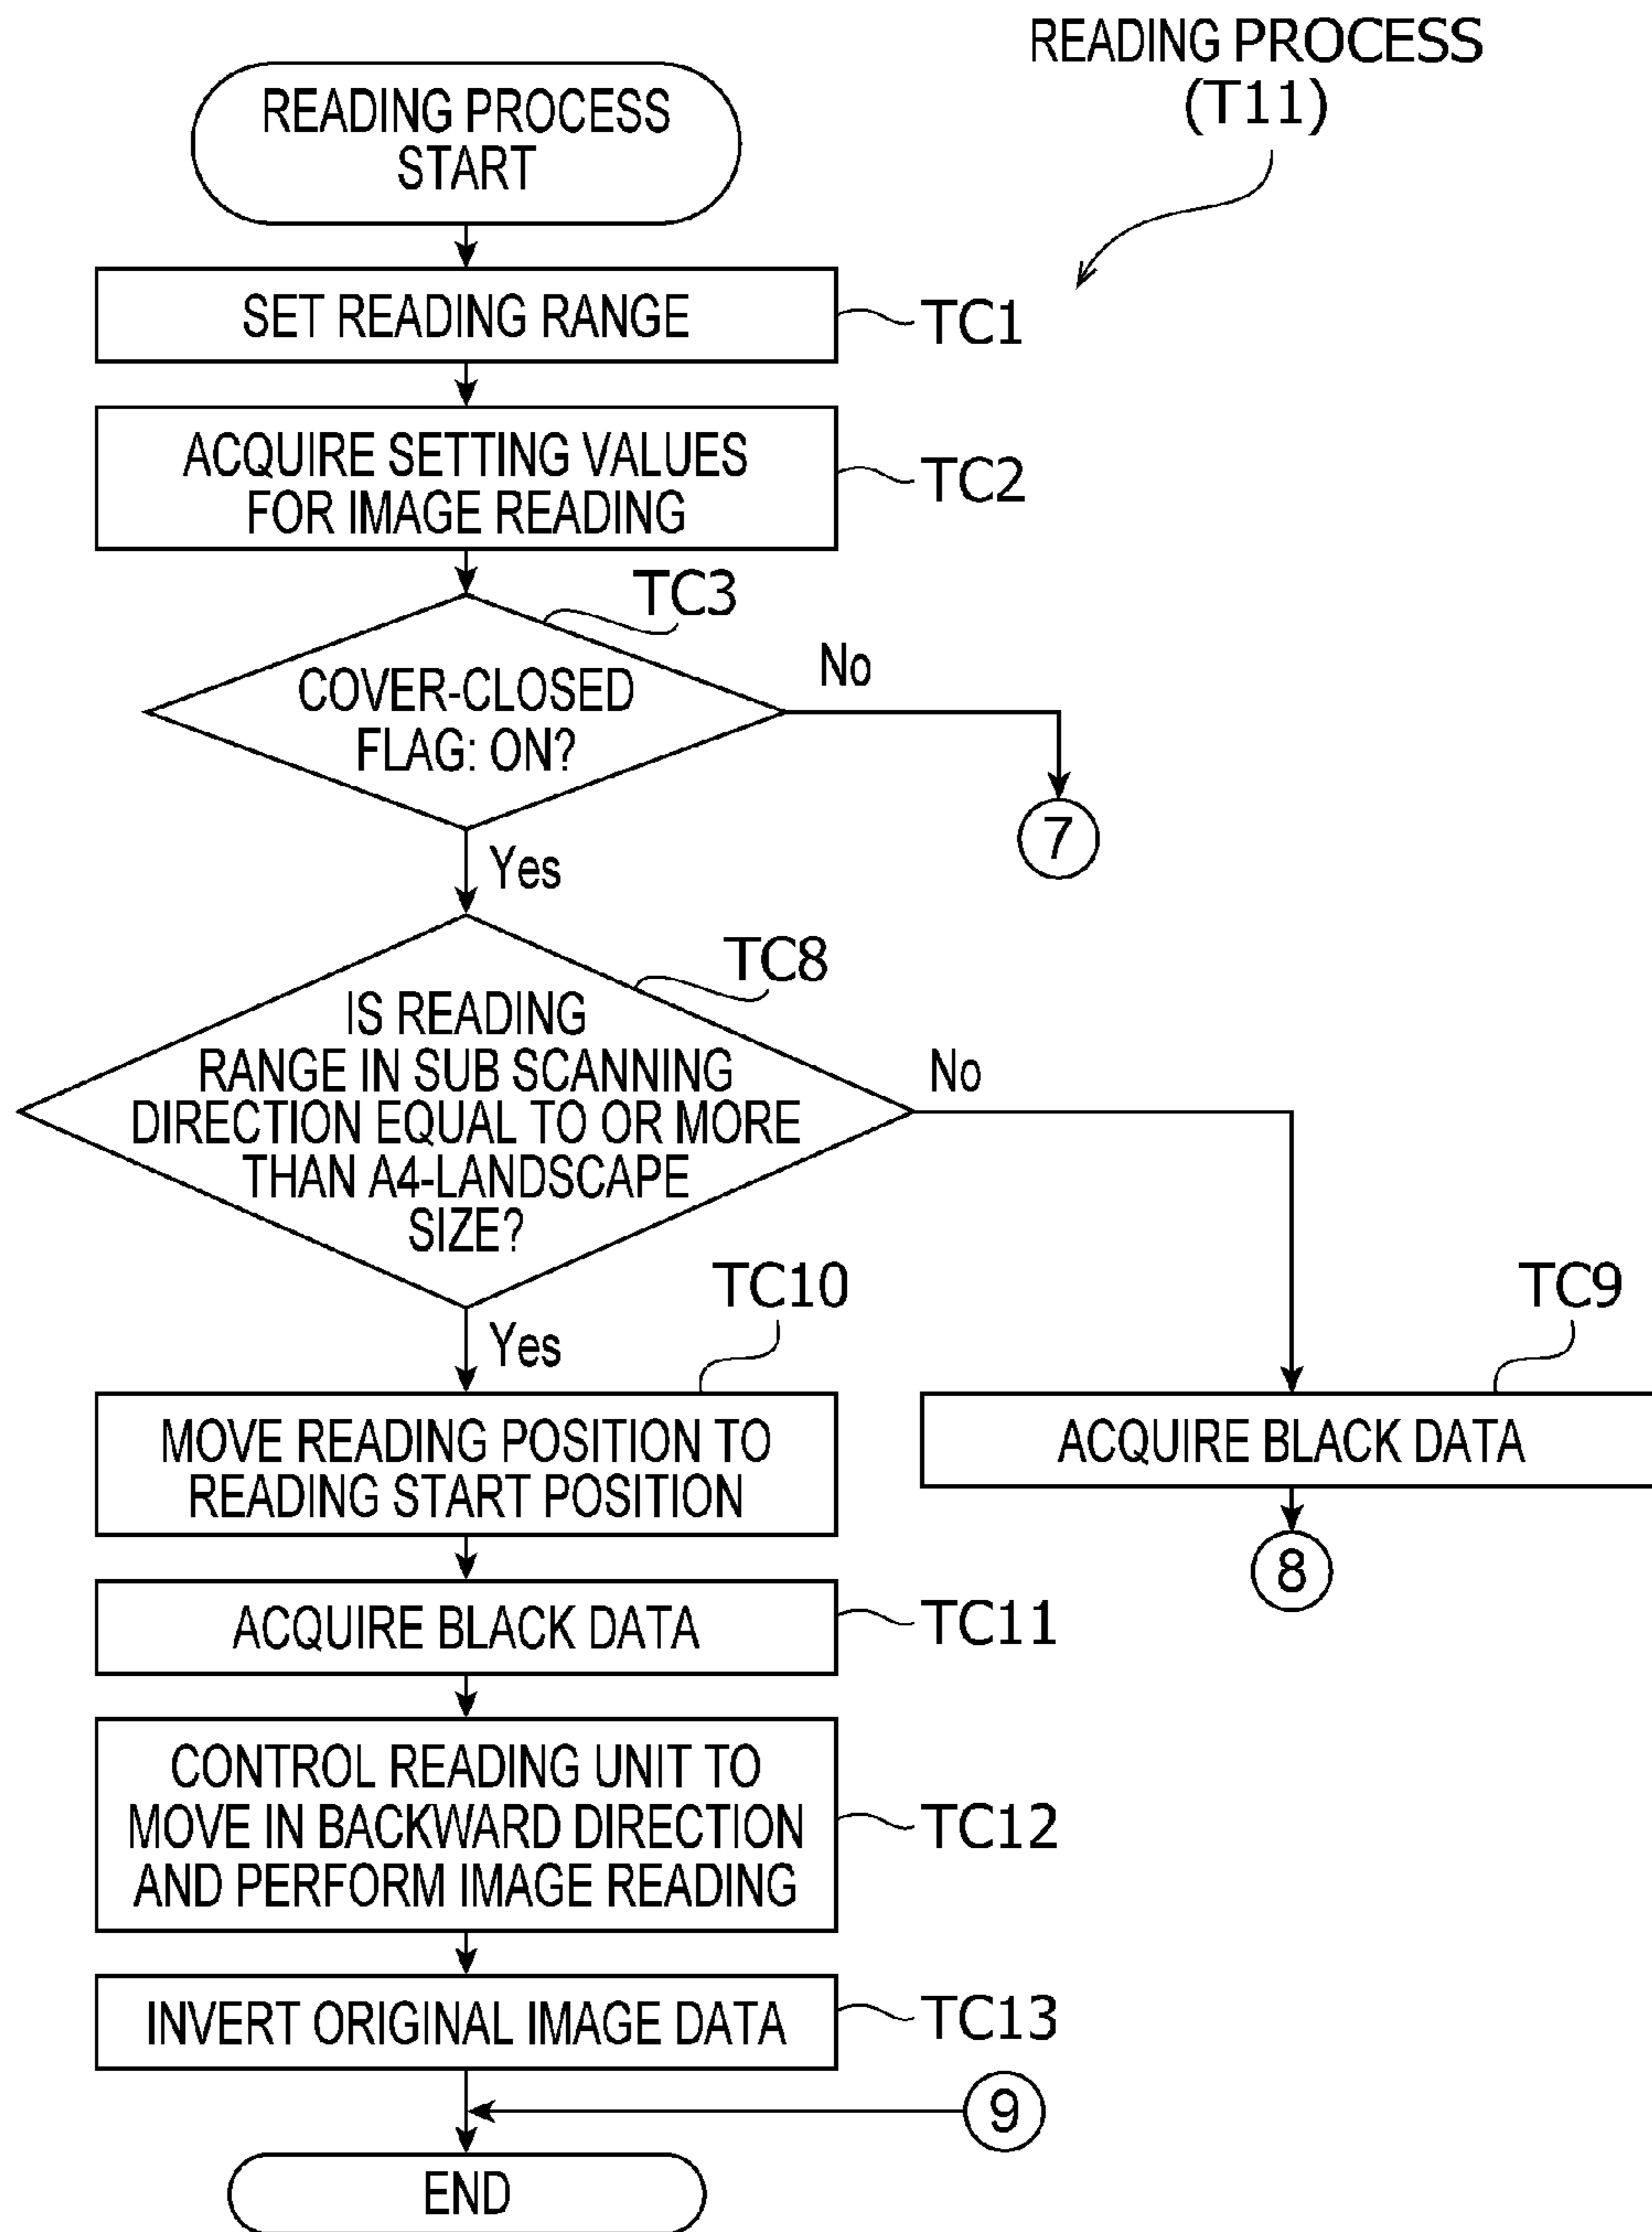 READING PROCESS
(T11)
READING PROCESS
START
SET READING RANGE
TC1
ACQUIRE SETTING VALUES
FOR IMAGE READING
TC2
TC3
COVER-CLOSED
FLAG: ON?
No
7
Yes
TC8
IS READING
RANGE IN SUB SCANNING
DIRECTION EQUAL TO OR MORE
THAN A4-LANDSCAPE
SIZE?
No
Yes
TC10
TC9
MOVE READING POSITION TO
READING START POSITION
ACQUIRE BLACK DATA
8
ACQUIRE BLACK DATA
TC11
CONTROL READING UNIT TO
MOVE IN BACKWARD DIRECTION
AND PERFORM IMAGE READING
TC12
INVERT ORIGINAL IMAGE DATA
TC13
9
END